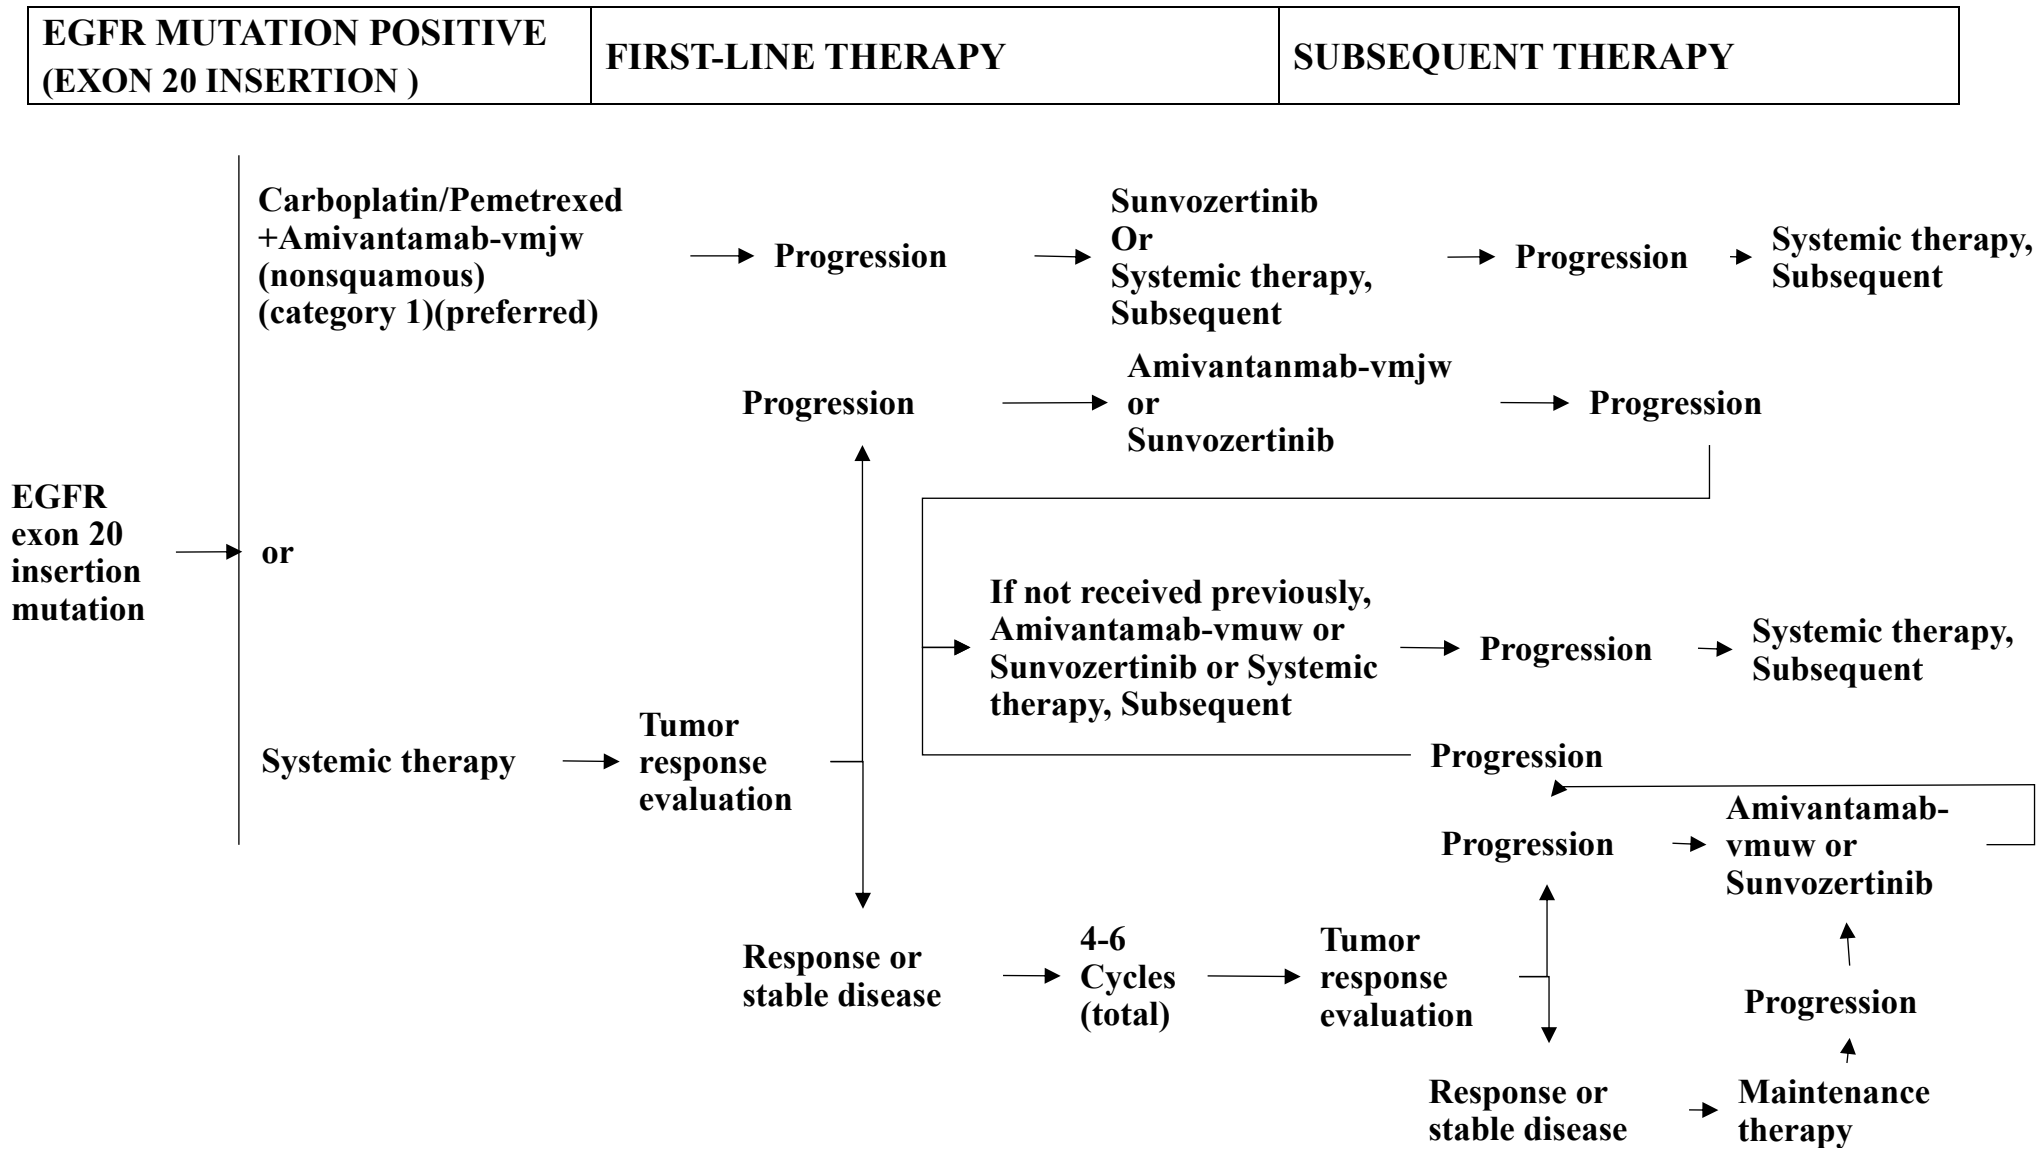 EGFR MUTATION POSITIVE
(EXON 20 INSERTION )
FIRST-LINE THERAPY
SUBSEQUENT THERAPY
Carboplatin/Pemetrexed
+Amivantamab-vmjw
(nonsquamous)
(category 1)(preferred)
Progression
Sunvozertinib
Or
Systemic therapy,
Subsequent
Progression
Systemic therapy,
Subsequent
Progression
Amivantanmab-vmjw
or
Sunvozertinib
Progression
EGFR
exon 20
insertion
mutation
or
If not received previously,
Amivantamab-vmuw or
Sunvozertinib or Systemic
therapy, Subsequent
Progression
Systemic therapy,
Subsequent
Systemic therapy
Tumor
response
evaluation
Progression
Progression
Amivantamab-
vmuw or
Sunvozertinib
Response or
stable disease
4-6
Cycles
(total)
Tumor
response
evaluation
Progression
Response or
stable disease
Maintenance
therapy